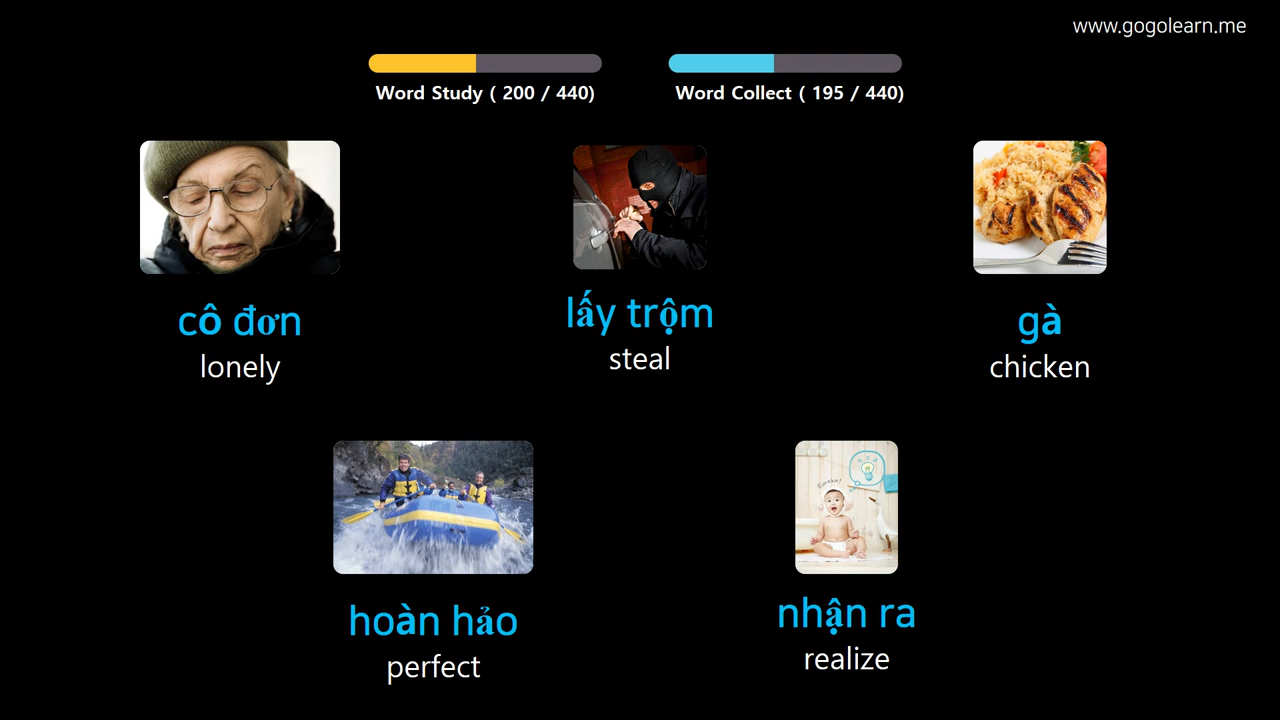 www.gogolearn.me
Word Study ( 200 / 440)
Word Collect ( 195 / 440)
cô đơn
lonely
lấy trộm
steal
gà
chicken
hoàn hảo
perfect
nhận ra
realize